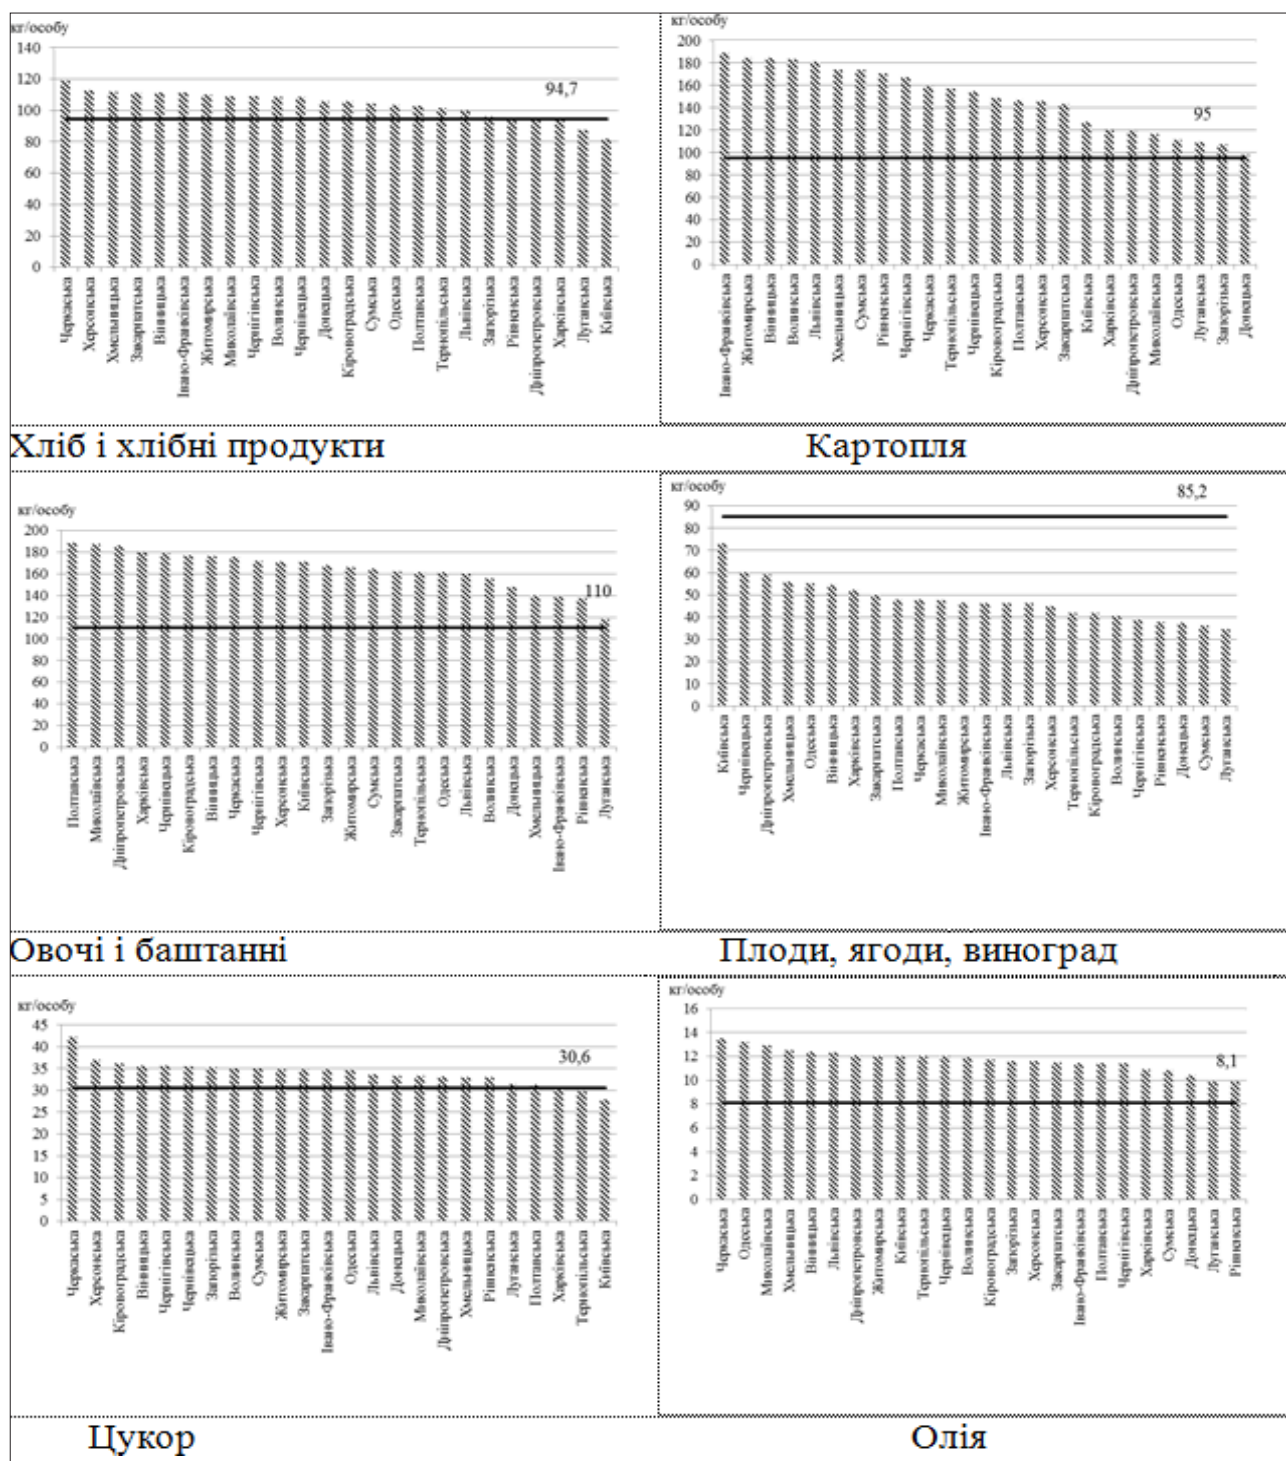 кг/особу
140
120
100
80
60
40
20
0
94,7
Черкаська
Херсонська
Хмельницька
Закарпатська
Вінницька
Івано-Франківська
Житомирська
Миколаївська
Чернігівська
Волинська
Чернівецька
Донецька
Кіровоградська
Сумська
Одеська
Полтавська
Тернопільська
Львівська
Запорізька
Рівненська
Дніпропетровська
Харківська
Луганська
Київська
Хліб і хлібні продукти
кг/особу
200
180
160
140
120
100
80
60
40
20
0
95
Івано-Франківська
Житомирська
Вінницька
Волинська
Львівська
Хмельницька
Сумська
Рівненська
Чернігівська
Черкаська
Тернопільська
Чернівецька
Кіровоградська
Полтавська
Херсонська
Закарпатська
Київська
Харківська
Дніпропетровська
Миколаївська
Одеська
Луганська
Запорізька
Донецька
Картопля
кг/особу
200
180
160
140
120
100
80
60
40
20
0
110
Полтавська
Миколаївська
Дніпропетровська
Харківська
Чернівецька
Кіровоградська
Вінницька
Черкаська
Чернігівська
Херсонська
Київська
Запорізька
Житомирська
Сумська
Закарпатська
Тернопільська
Одеська
Львівська
Волинська
Донецька
Хмельницька
Івано-Франківська
Рівненська
Луганська
Овочі і баштанні
кг/особу
90
80
70
60
50
40
30
20
10
0
85,2
Київська
Чернівецька
Дніпропетровська
Хмельницька
Одеська
Вінницька
Харківська
Закарпатська
Полтавська
Черкаська
Миколаївська
Житомирська
Івано-Франківська
Львівська
Запорізька
Херсонська
Тернопільська
Кіровоградська
Волинська
Чернігівська
Рівненська
Донецька
Сумська
Луганська
Плоди, ягоди, виноград
кг/особу
45
40
35
30
25
20
15
10
5
0
30,6
Черкаська
Херсонська
Кіровоградська
Вінницька
Чернігівська
Чернівецька
Запорізька
Волинська
Сумська
Житомирська
Закарпатська
Івано-Франківська
Одеська
Львівська
Донецька
Миколаївська
Дніпропетровська
Хмельницька
Рівненська
Луганська
Полтавська
Харківська
Тернопільська
Київська
Цукор
кг/особу
16
14
12
10
8
6
4
2
0
8,1
Черкаська
Одеська
Миколаївська
Хмельницька
Вінницька
Львівська
Дніпропетровська
Житомирська
Київська
Тернопільська
Чернівецька
Волинська
Кіровоградська
Запорізька
Херсонська
Закарпатська
Івано-Франківська
Полтавська
Чернігівська
Харківська
Сумська
Донецька
Луганська
Рівненська
Олія